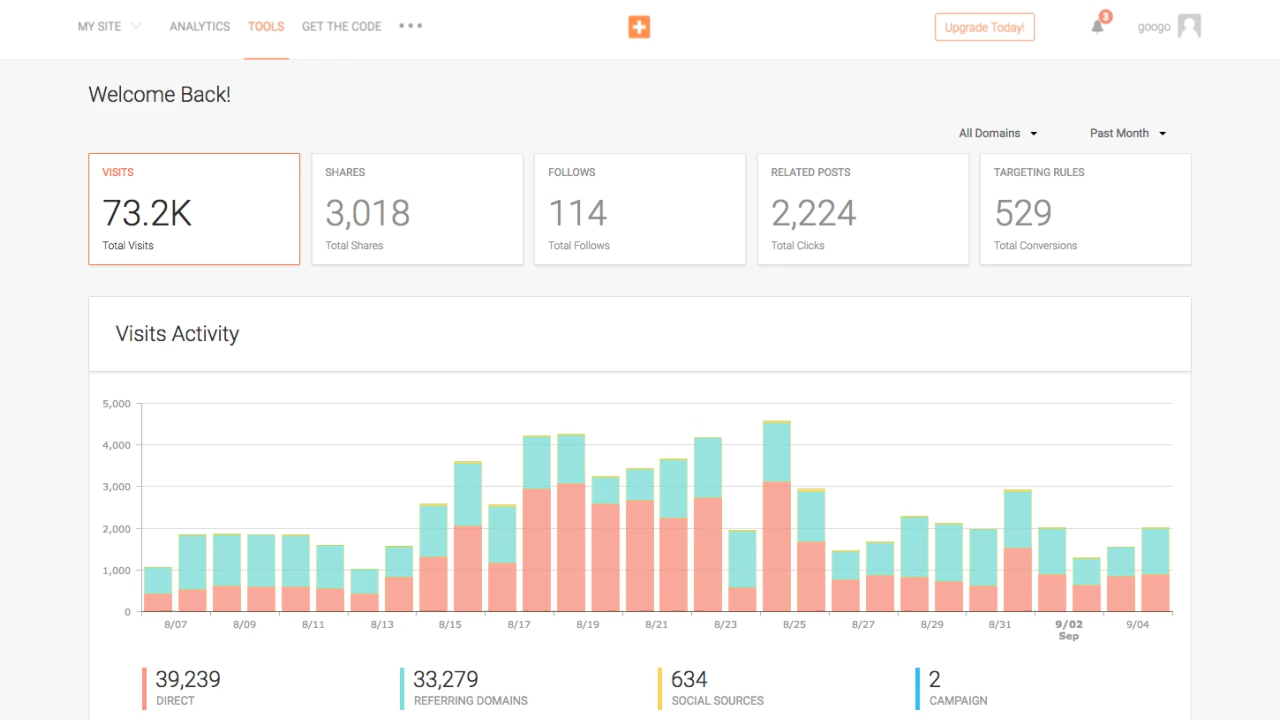 MY SITE ANALYTICS TOOLS GET THE CODE Upgrade Today! 3 googo
Welcome Back!
All Domains Past Month
VISITS SHARES FOLLOWS RELATED POSTS TARGETING RULES
73.2K 3,018 114 2,224 529
Total Visits Total Shares Total Follows Total Clicks Total Conversions
Visits Activity
5,000
4,000
3,000
2,000
1,000
0
8/07 8/09 8/11 8/13 8/15 8/17 8/19 8/21 8/23 8/25 8/27 8/29 8/31 9/02 9/04
Sep
39,239 33,279 634 2
DIRECT REFERRING DOMAINS SOCIAL SOURCES CAMPAIGN